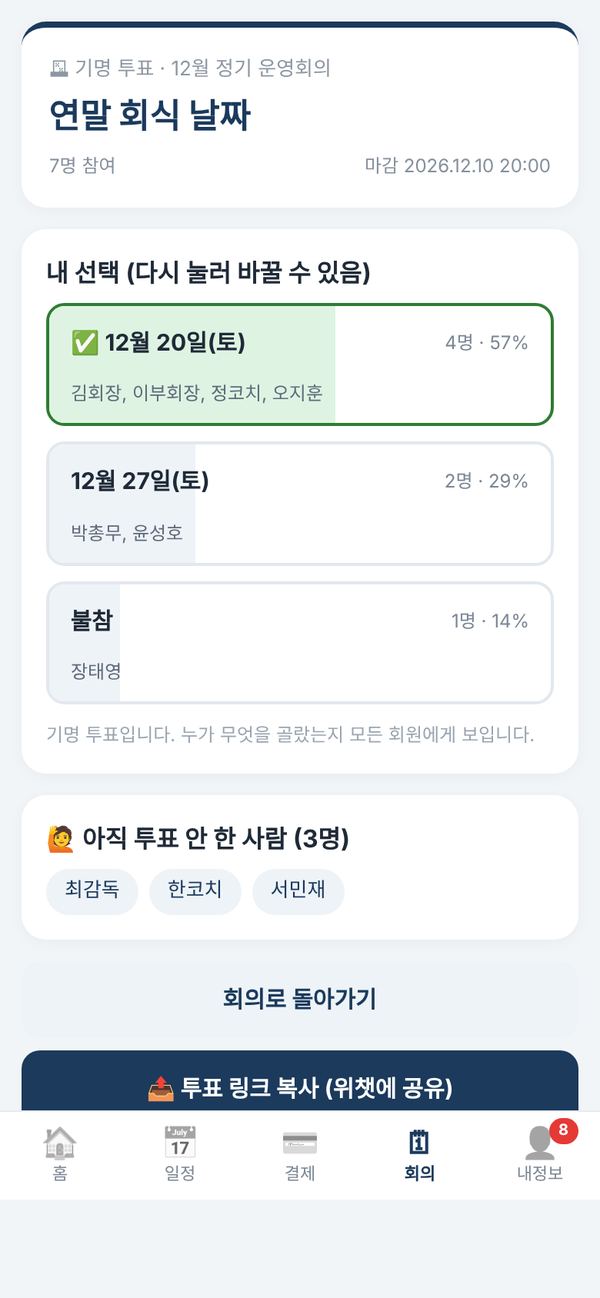 기명 투표 · 12월 정기 운영회의
연말 회식 날짜
7명 참여
마감 2026.12.10 20:00
내 선택 (다시 눌러 바꿀 수 있음)
✅ 12월 20일(토)
4명 · 57%
김회장, 이부회장, 정코치, 오지훈
12월 27일(토)
2명 · 29%
박총무, 윤성호
불참
1명 · 14%
장태영
기명 투표입니다. 누가 무엇을 골랐는지 모든 회원에게 보입니다.
🙋 아직 투표 안 한 사람 (3명)
최감독
한코치
서민재
회의로 돌아가기
📤 투표 링크 복사 (위챗에 공유)
July
17
8
홈
일정
결제
회의
내정보